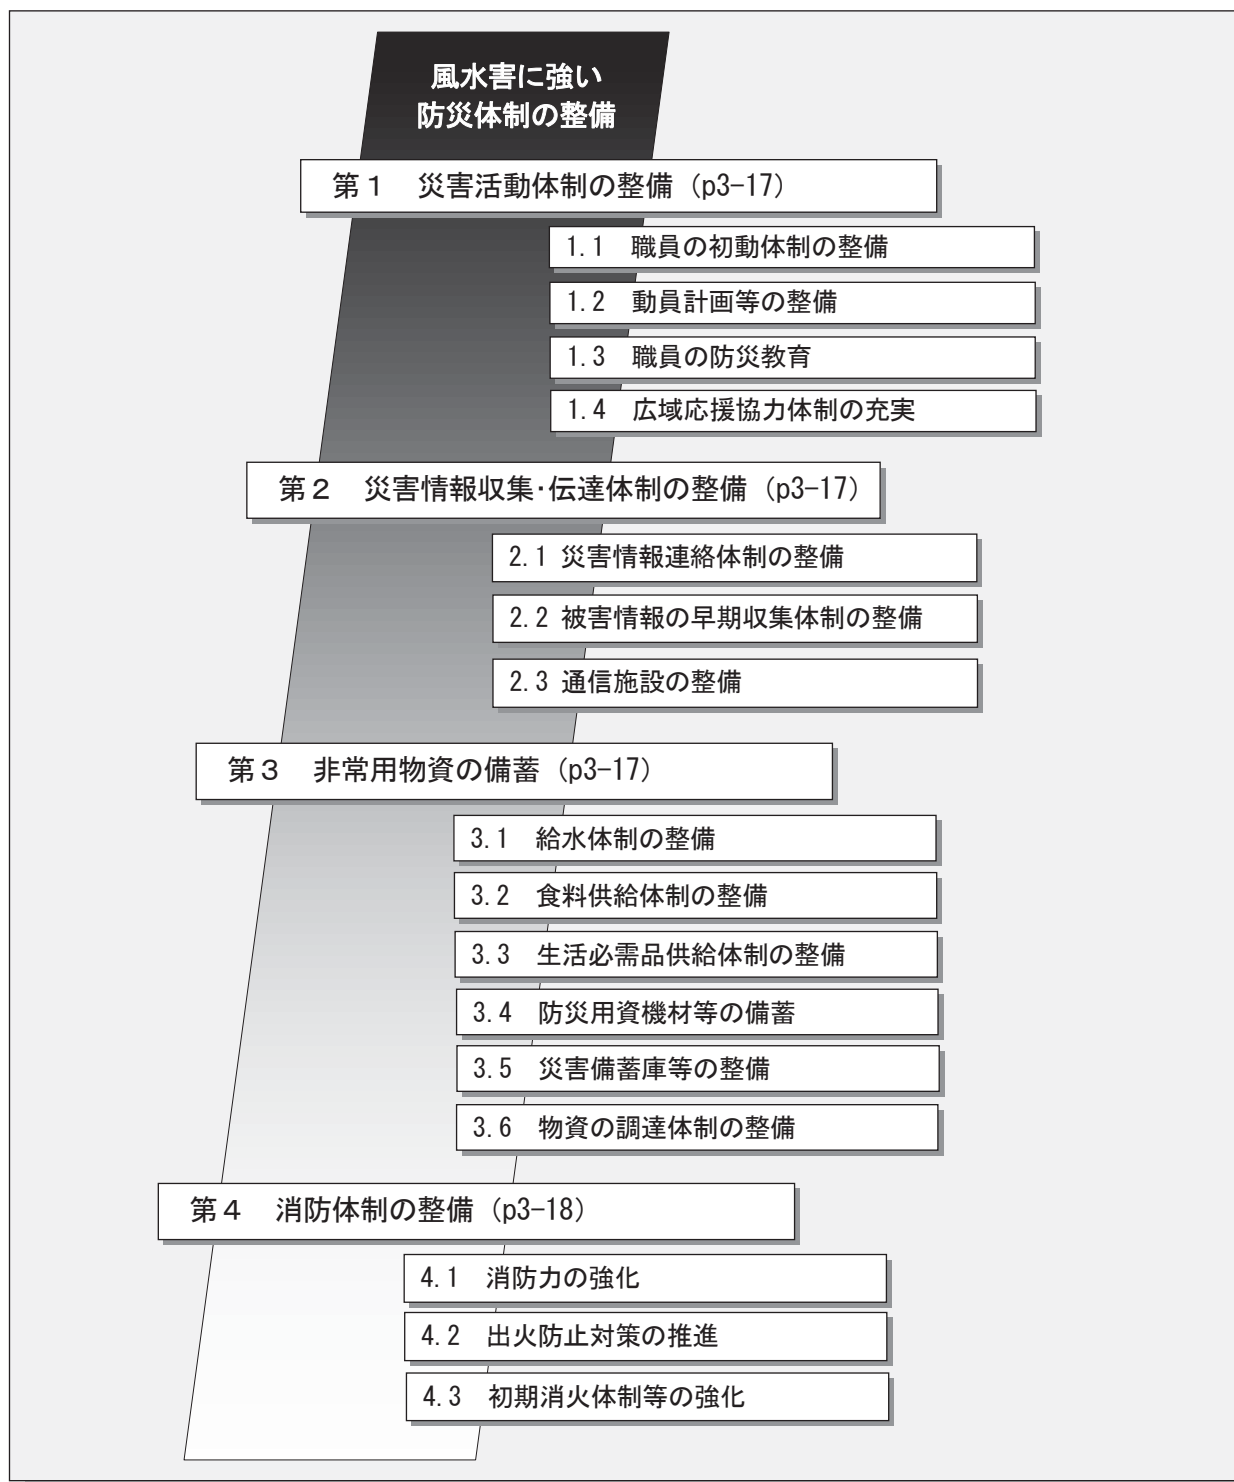 風水害に強い
防災体制の整備
第１　災害活動体制の整備（p3-17）
1.1　職員の初動体制の整備
1.2　動員計画等の整備
1.3　職員の防災教育
1.4　広域応援協力体制の充実
第２　災害情報収集･伝達体制の整備（p3-17）
2.1 災害情報連絡体制の整備
2.2 被害情報の早期収集体制の整備
2.3 通信施設の整備
第３　非常用物資の備蓄（p3-17）
3.1　給水体制の整備
3.2　食料供給体制の整備
3.3　生活必需品供給体制の整備
3.4　防災用資機材等の備蓄
3.5　災害備蓄庫等の整備
3.6　物資の調達体制の整備
第４　消防体制の整備（p3-18）
4.1　消防力の強化
4.2　出火防止対策の推進
4.3　初期消火体制等の強化